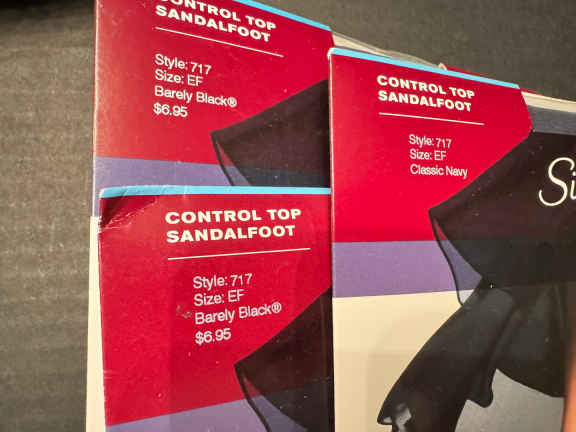 CONTROL TOP
SANDALFOOT
Style: 717
Size: EF
Barely Black®
$6.95
CONTROL TOP
SANDALFOOT
Style: 717
Size: EF
Classic Navy
CONTROL TOP
SANDALFOOT
Style: 717
Size: EF
Barely Black®
$6.95